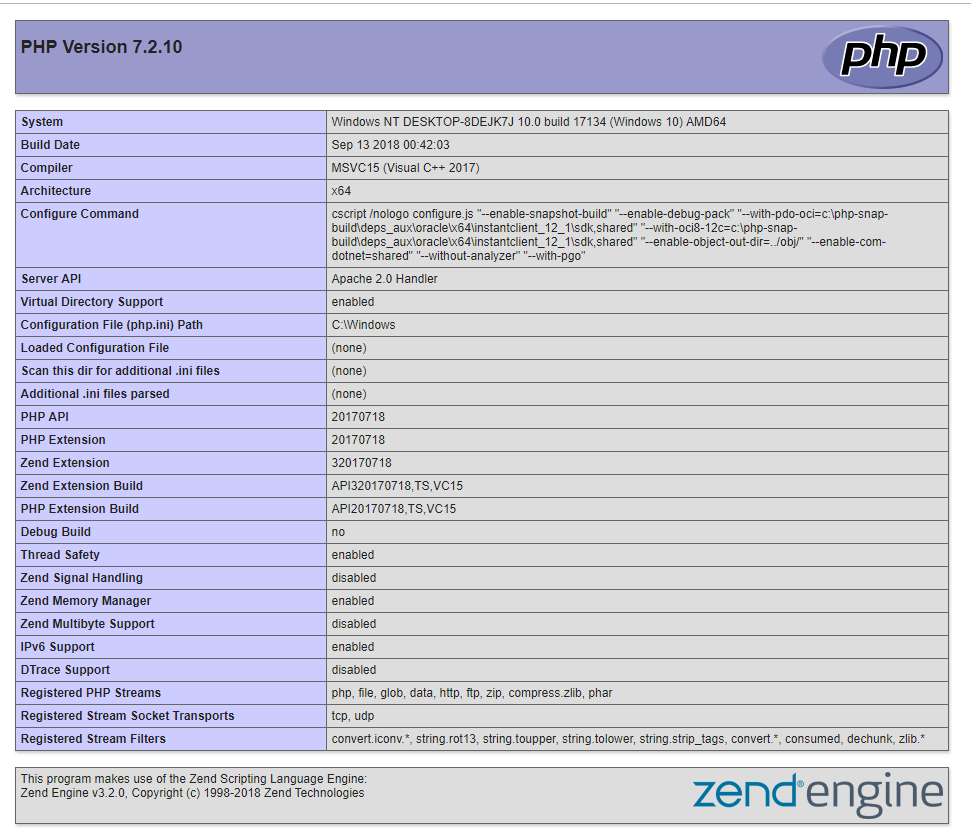 PHP Version 7.2.10
php
System Windows NT DESKTOP-8DEJK7J 10.0 build 17134 (Windows 10) AMD64
Build Date Sep 13 2018 00:42:03
Compiler MSVC15 (Visual C++ 2017)
Architecture x64
Configure Command cscript /nologo configure.js "--enable-snapshot-build" "--enable-debug-pack" "--with-pdo-oci=c:\php-snap-
build\deps_aux\oracle\x64\instantclient_12_1\sdk,shared" "--with-oci8-12c=c:\php-snap-
build\deps_aux\oracle\x64\instantclient_12_1\sdk,shared" "--enable-object-out-dir=../obj/" "--enable-com-
dotnet=shared" "--without-analyzer" "--with-pgo"
Server API Apache 2.0 Handler
Virtual Directory Support enabled
Configuration File (php.ini) Path C:\Windows
Loaded Configuration File (none)
Scan this dir for additional .ini files (none)
Additional .ini files parsed (none)
PHP API 20170718
PHP Extension 20170718
Zend Extension 320170718
Zend Extension Build API320170718,TS,VC15
PHP Extension Build API20170718,TS,VC15
Debug Build no
Thread Safety enabled
Zend Signal Handling disabled
Zend Memory Manager enabled
Zend Multibyte Support disabled
IPv6 Support enabled
DTrace Support disabled
Registered PHP Streams php, file, glob, data, http, ftp, zip, compress.zlib, phar
Registered Stream Socket Transports tcp, udp
Registered Stream Filters convert.iconv.*, string.rot13, string.toupper, string.tolower, string.strip_tags, convert.*, consumed, dechunk, zlib.*
This program makes use of the Zend Scripting Language Engine:
Zend Engine v3.2.0, Copyright (c) 1998-2018 Zend Technologies
zend® engine